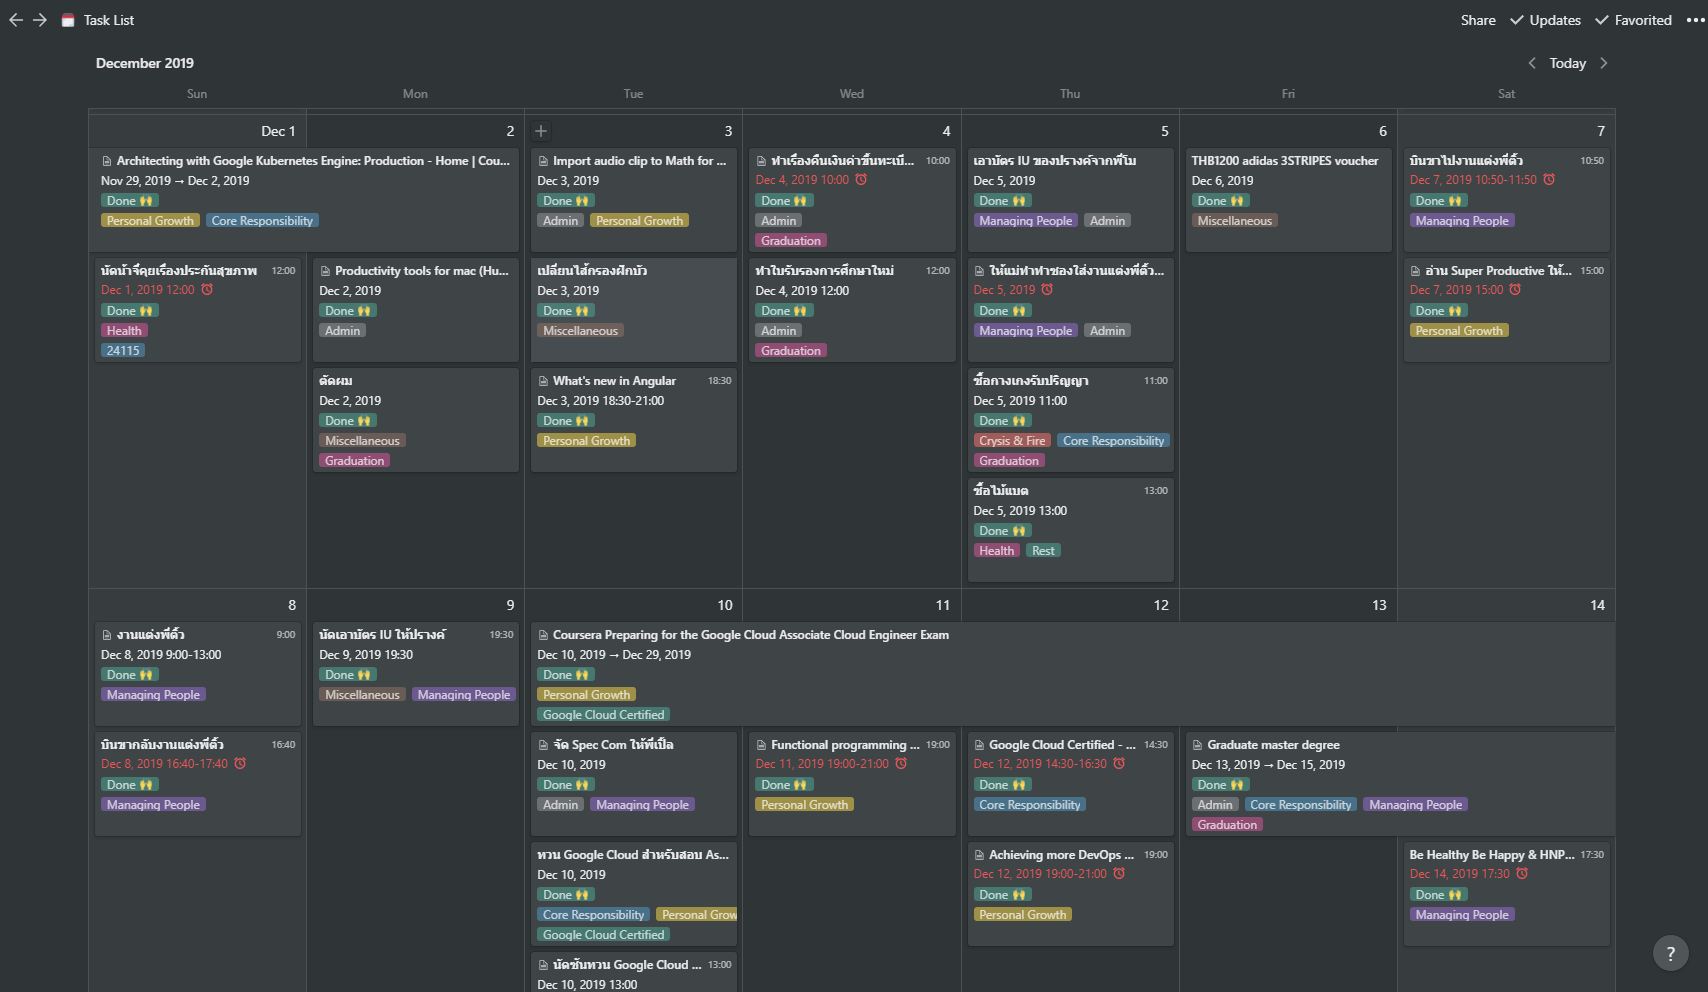 Task List
Share
Updates
Favorited
December 2019
Today
Sun Mon Tue Wed Thu Fri Sat
Dec 1
2
3
4
5
6
7
Architecting with Google Kubernetes Engine: Production - Home | Cou...
Nov 29, 2019 → Dec 2, 2019
Done 🙌
Personal Growth Core Responsibility
นัดน้าจี๋คุยเรื่องประกันสุขภาพ 12:00
Dec 1, 2019 12:00
Done 🙌
Health
24115
Productivity tools for mac (Hu...
Dec 2, 2019
Done 🙌
Admin
ตัดผม
Dec 2, 2019
Done 🙌
Miscellaneous
Graduation
Import audio clip to Math for ...
Dec 3, 2019
Done 🙌
Admin Personal Growth
เปลี่ยนไส้กรองฝักบัว
Dec 3, 2019
Done 🙌
Miscellaneous
What's new in Angular 18:30
Dec 3, 2019 18:30-21:00
Done 🙌
Personal Growth
ทำเรื่องคืนเงินค่าขึ้นทะเบี... 10:00
Dec 4, 2019 10:00
Done 🙌
Admin
Graduation
ทำใบรับรองการศึกษาใหม่ 12:00
Dec 4, 2019 12:00
Done 🙌
Admin
Graduation
เอาบัตร IU ของปรางค์จากพี่โม
Dec 5, 2019
Done 🙌
Managing People Admin
ให้แม่ทำทำซองใส่งานแต่งพี่ติ้ว...
Dec 5, 2019
Done 🙌
Managing People Admin
ซื้อกางเกงรับปริญญา 11:00
Dec 5, 2019 11:00
Done 🙌
Crysis & Fire Core Responsibility
Graduation
ซื้อไม้แบด 13:00
Dec 5, 2019 13:00
Done 🙌
Health Rest
THB1200 adidas 3STRIPES voucher
Dec 6, 2019
Done 🙌
Miscellaneous
บินขาไปงานแต่งพี่ติ้ว 10:50
Dec 7, 2019 10:50-11:50
Done 🙌
Managing People
อ่าน Super Productive ให้... 15:00
Dec 7, 2019 15:00
Done 🙌
Personal Growth
8
9
10
11
12
13
14
งานแต่งพี่ติ้ว 9:00
Dec 8, 2019 9:00-13:00
Done 🙌
Managing People
บินขากลับงานแต่งพี่ติ้ว 16:40
Dec 8, 2019 16:40-17:40
Done 🙌
Managing People
นัดเอาบัตร IU ให้ปรางค์ 19:30
Dec 9, 2019 19:30
Done 🙌
Miscellaneous Managing People
Coursera Preparing for the Google Cloud Associate Cloud Engineer Exam
Dec 10, 2019 → Dec 29, 2019
Done 🙌
Personal Growth
Google Cloud Certified
จัด Spec Com ให้พี่เปิ้ล
Dec 10, 2019
Done 🙌
Admin Managing People
ทวน Google Cloud สำหรับสอบ As...
Dec 10, 2019
Done 🙌
Core Responsibility Personal Grow
Google Cloud Certified
นัดซันทวน Google Cloud ... 13:00
Dec 10, 2019 13:00
Functional programming ... 19:00
Dec 11, 2019 19:00-21:00
Done 🙌
Personal Growth
Google Cloud Certified - ... 14:30
Dec 12, 2019 14:30-16:30
Done 🙌
Core Responsibility
Achieving more DevOps ... 19:00
Dec 12, 2019 19:00-21:00
Done 🙌
Personal Growth
Graduate master degree
Dec 13, 2019 → Dec 15, 2019
Done 🙌
Admin Core Responsibility Managing People
Graduation
Be Healthy Be Happy & HNP... 17:30
Dec 14, 2019 17:30
Done 🙌
Managing People
?